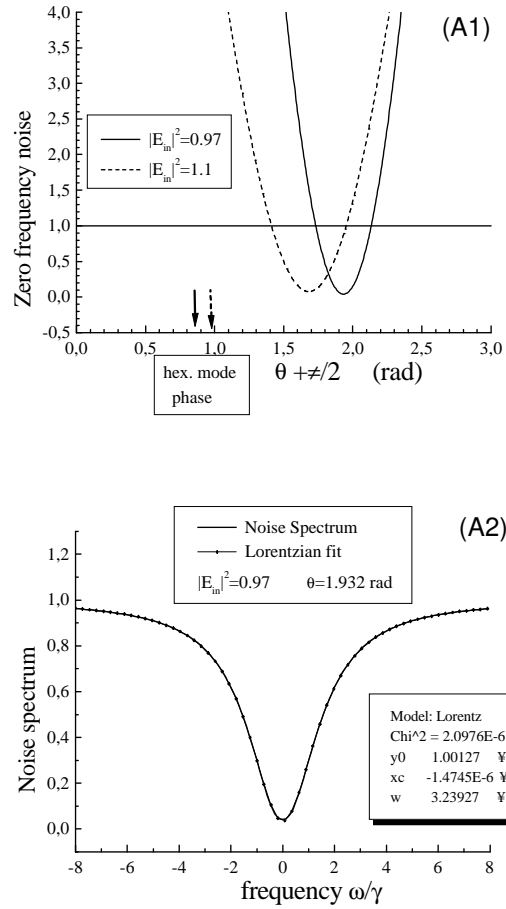 (A1)
4,0
3,5
3,0
2,5
2,0
1,5
1,0
0,5
0,0
-0,5
Zero frequency noise
|E_in|²=0.97
|E_in|²=1.1
0,0 0,5 1,0 1,5 2,0 2,5 3,0
hex. mode
phase
θ +≠/2 (rad)
(A2)
Noise Spectrum
Lorentzian fit
|E_in|²=0.97 θ=1.932 rad
1,2
1,0
0,8
0,6
0,4
0,2
0,0
Noise spectrum
Model: Lorentz
Chi^2 = 2.0976E-6
y0 1.00127 ¥
xc -1.4745E-6 ¥
w 3.23927 ¥
-8 -6 -4 -2 0 2 4 6 8
frequency ω/γ